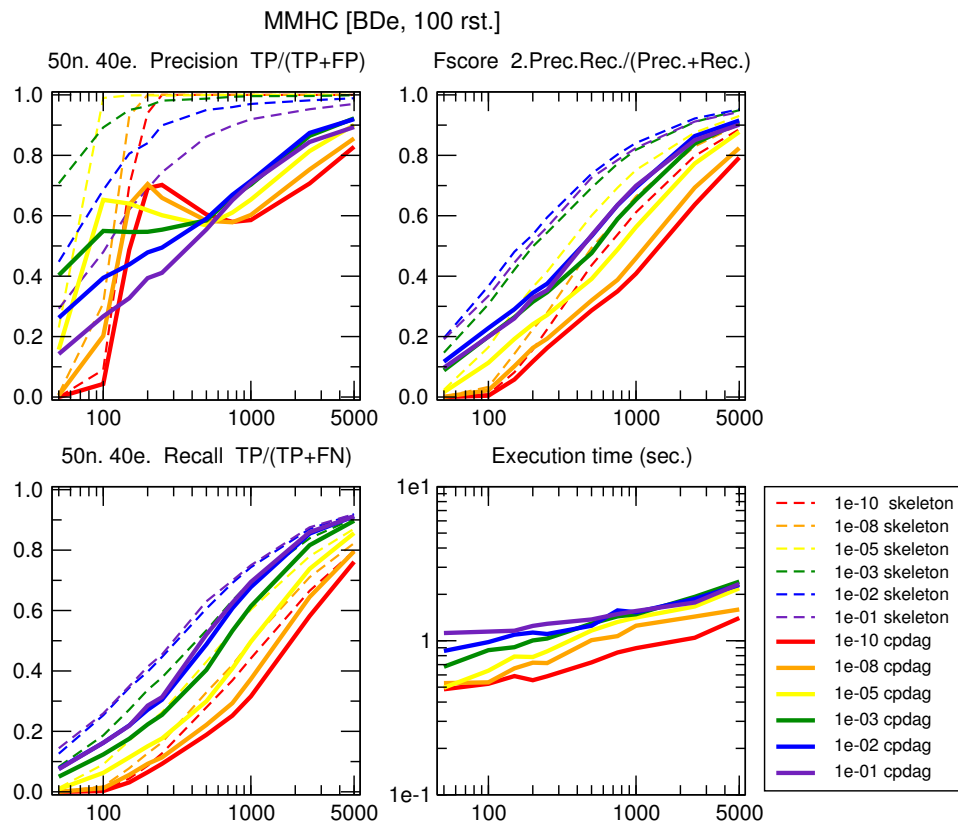 MMHC [BDe, 100 rst.]
50n. 40e. Precision TP/(TP+FP)
Fscore 2.Prec.Rec./(Prec.+Rec.)
1.0
0.8
0.6
0.4
0.2
0.0
100
1000
5000
1.0
0.8
0.6
0.4
0.2
0.0
100
1000
5000
50n. 40e. Recall TP/(TP+FN)
Execution time (sec.)
1.0
0.8
0.6
0.4
0.2
0.0
100
1000
5000
1e1
1
1e-1
100
1000
5000
1e-10 skeleton
1e-08 skeleton
1e-05 skeleton
1e-03 skeleton
1e-02 skeleton
1e-01 skeleton
1e-10 cpdag
1e-08 cpdag
1e-05 cpdag
1e-03 cpdag
1e-02 cpdag
1e-01 cpdag